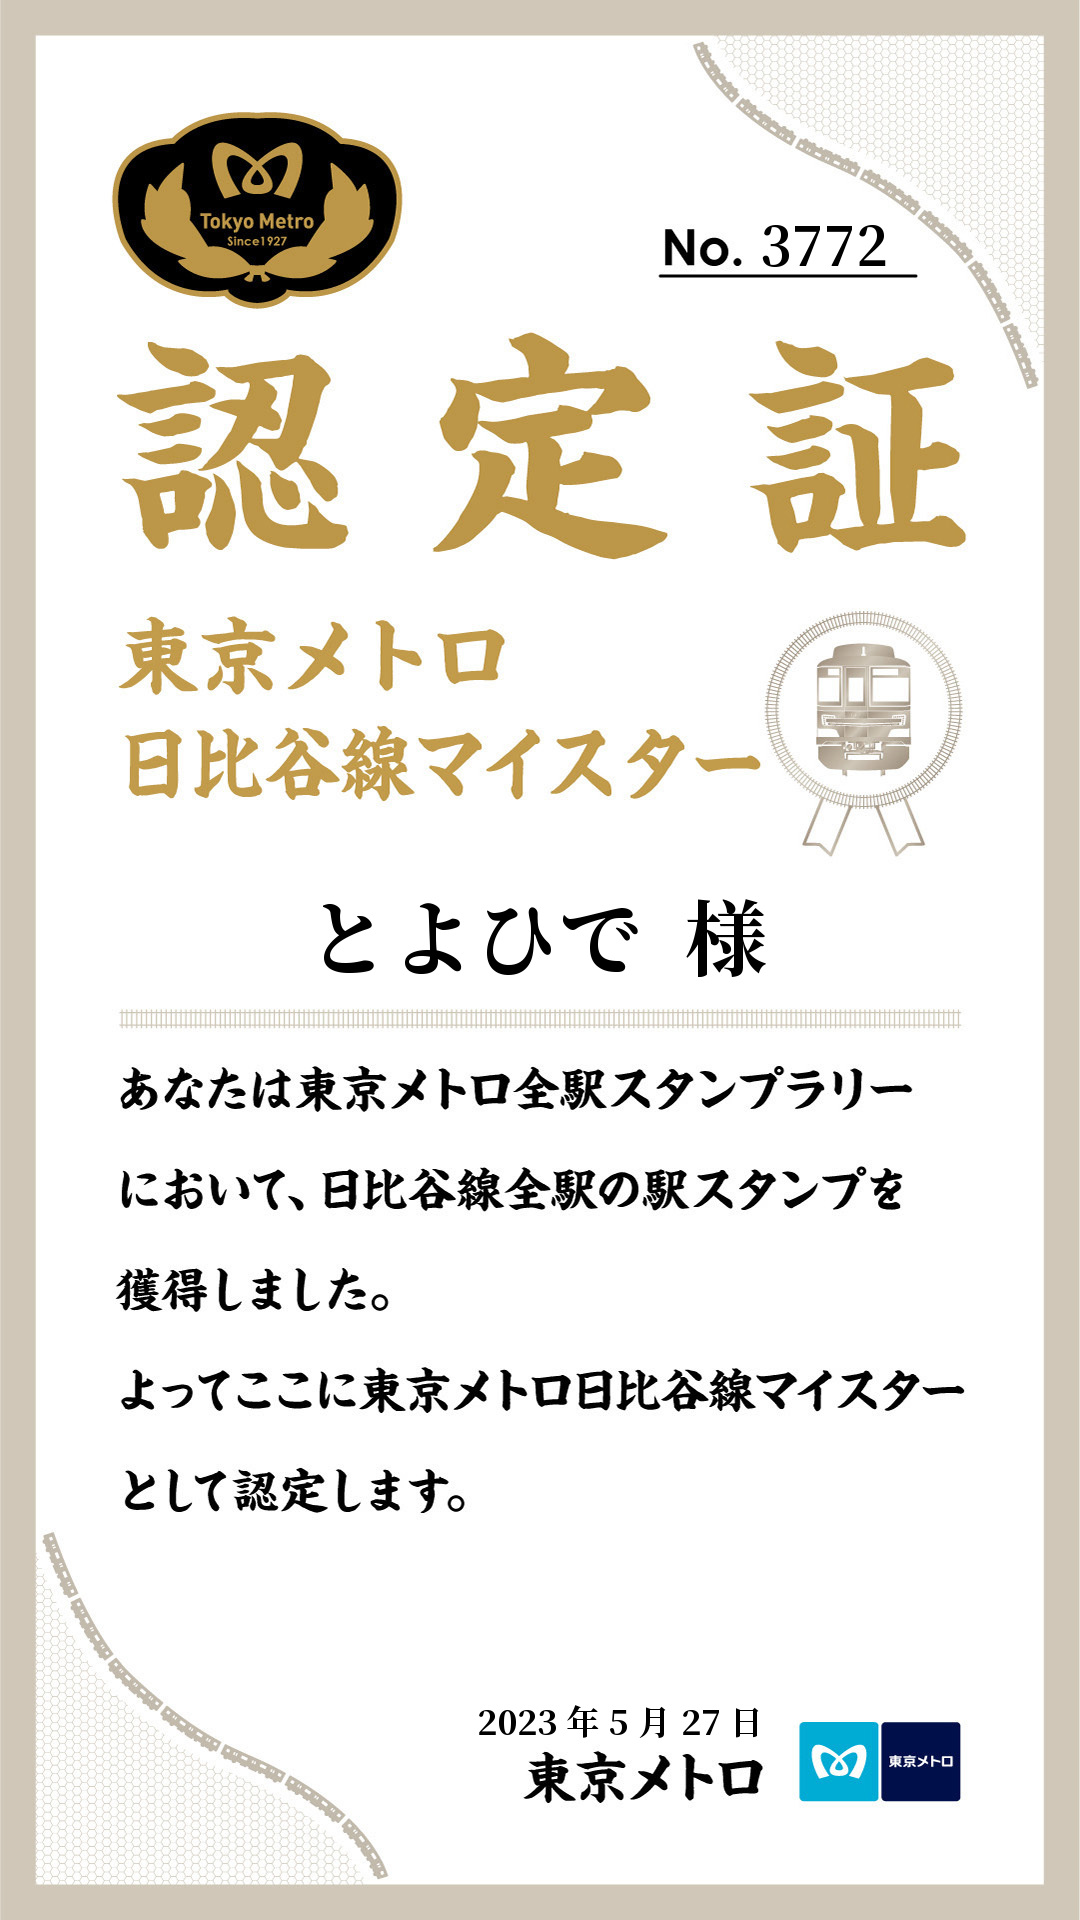 Tokyo Metro
Since1927
No. 3772
認定証
東京メトロ
日比谷線マイスター
とよひで 様
あなたは東京メトロ全駅スタンプラリー
において、日比谷線全駅の駅スタンプを
獲得しました。
よってここに東京メトロ日比谷線マイスター
として認定します。
2023年5月27日
東京メトロ
東京メトロ